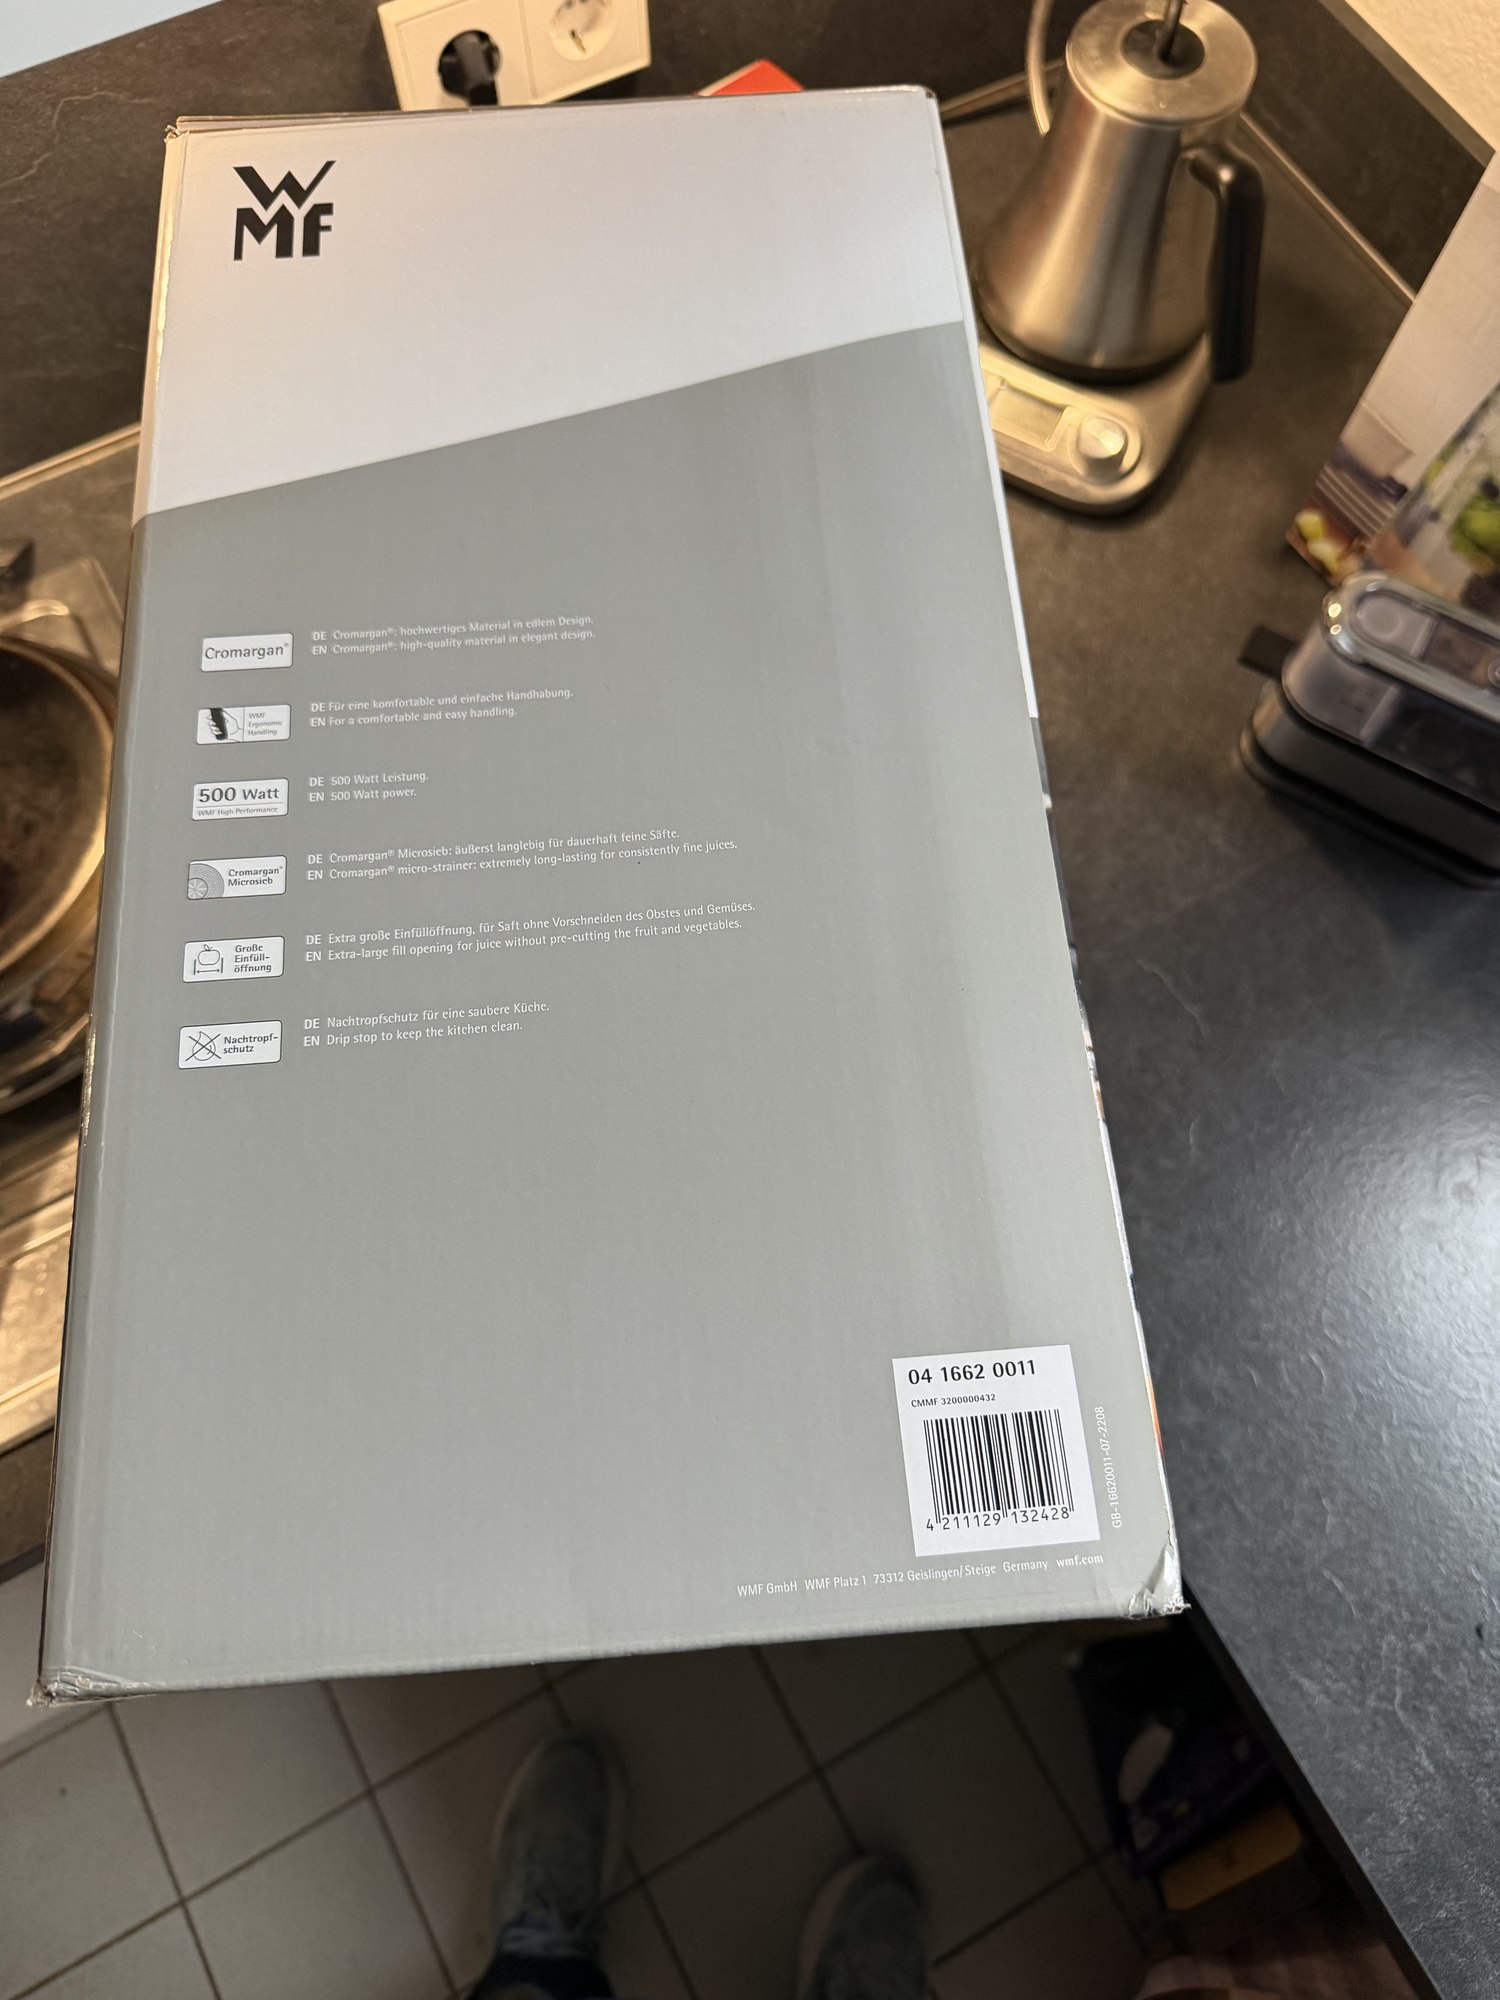 WMF
Cromargan®
DE Cromargan®: hochwertiges Material in edlem Design.
EN Cromargan®: high-quality material in elegant design.
WMF
Ergonomic
Handling
DE Für eine komfortable und einfache Handhabung.
EN For a comfortable and easy handling.
500 Watt
WMF High Performance
DE 500 Watt Leistung.
EN 500 Watt power.
Cromargan®
Microsieb
DE Cromargan® Microsieb: äußerst langlebig für dauerhaft feine Säfte.
EN Cromargan® micro-strainer: extremely long-lasting for consistently fine juices.
Große
Einfüll-
öffnung
DE Extra große Einfüllöffnung, für Saft ohne Vorschneiden des Obstes und Gemüses.
EN Extra-large fill opening for juice without pre-cutting the fruit and vegetables.
Nachtropf-
schutz
DE Nachtropfschutz für eine saubere Küche.
EN Drip stop to keep the kitchen clean.
04 1662 0011
CMMF 3200000432
4 211129 132428
GB-16620011-07-2208
WMF GmbH WMF Platz 1 73312 Geislingen/Steige Germany wmf.com